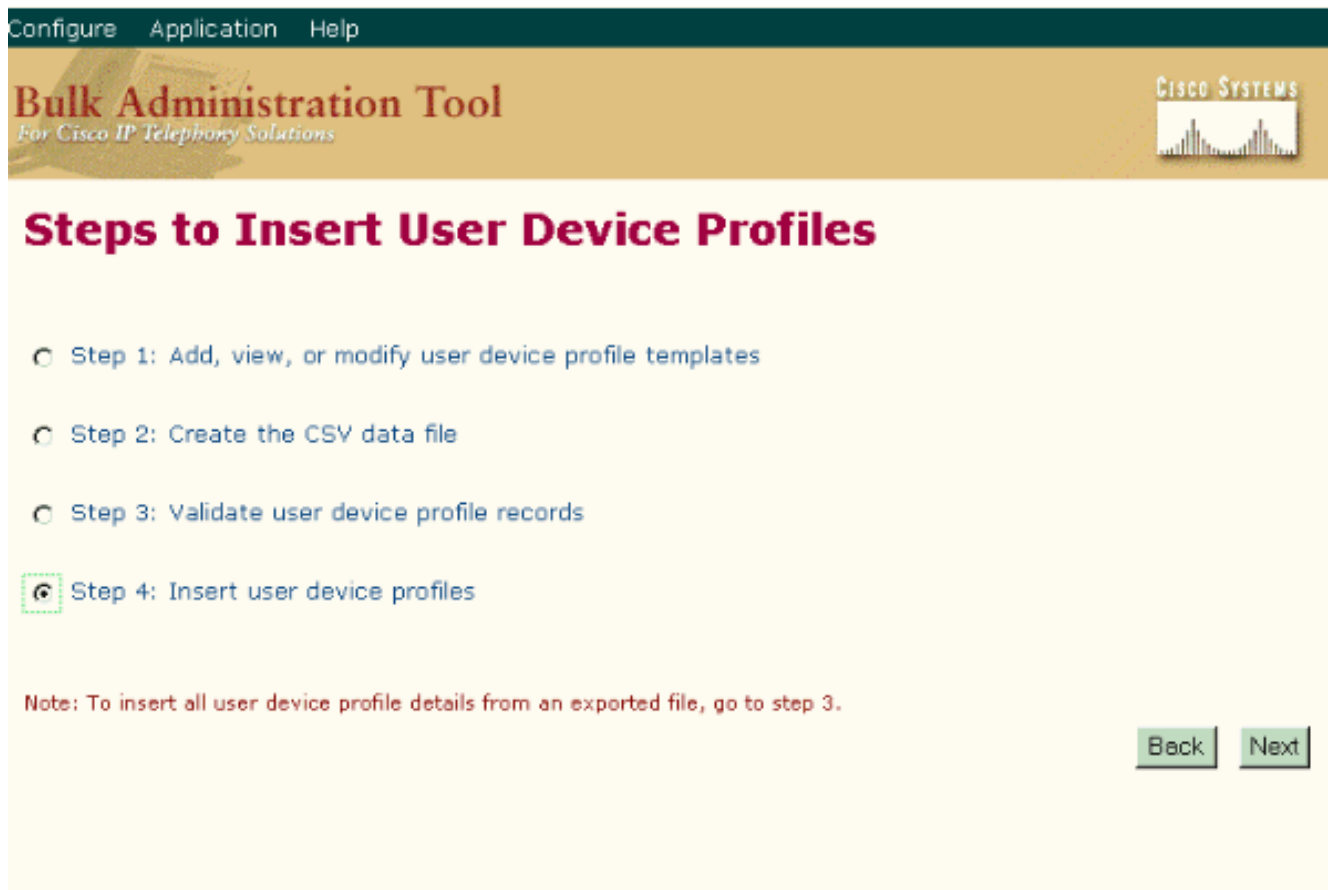 Configure Application Help
Bulk Administration Tool
For Cisco IP Telephony Solutions
CISCO SYSTEMS
Steps to Insert User Device Profiles
Step 1: Add, view, or modify user device profile templates
Step 2: Create the CSV data file
Step 3: Validate user device profile records
Step 4: Insert user device profiles
Note: To insert all user device profile details from an exported file, go to step 3.
Back Next